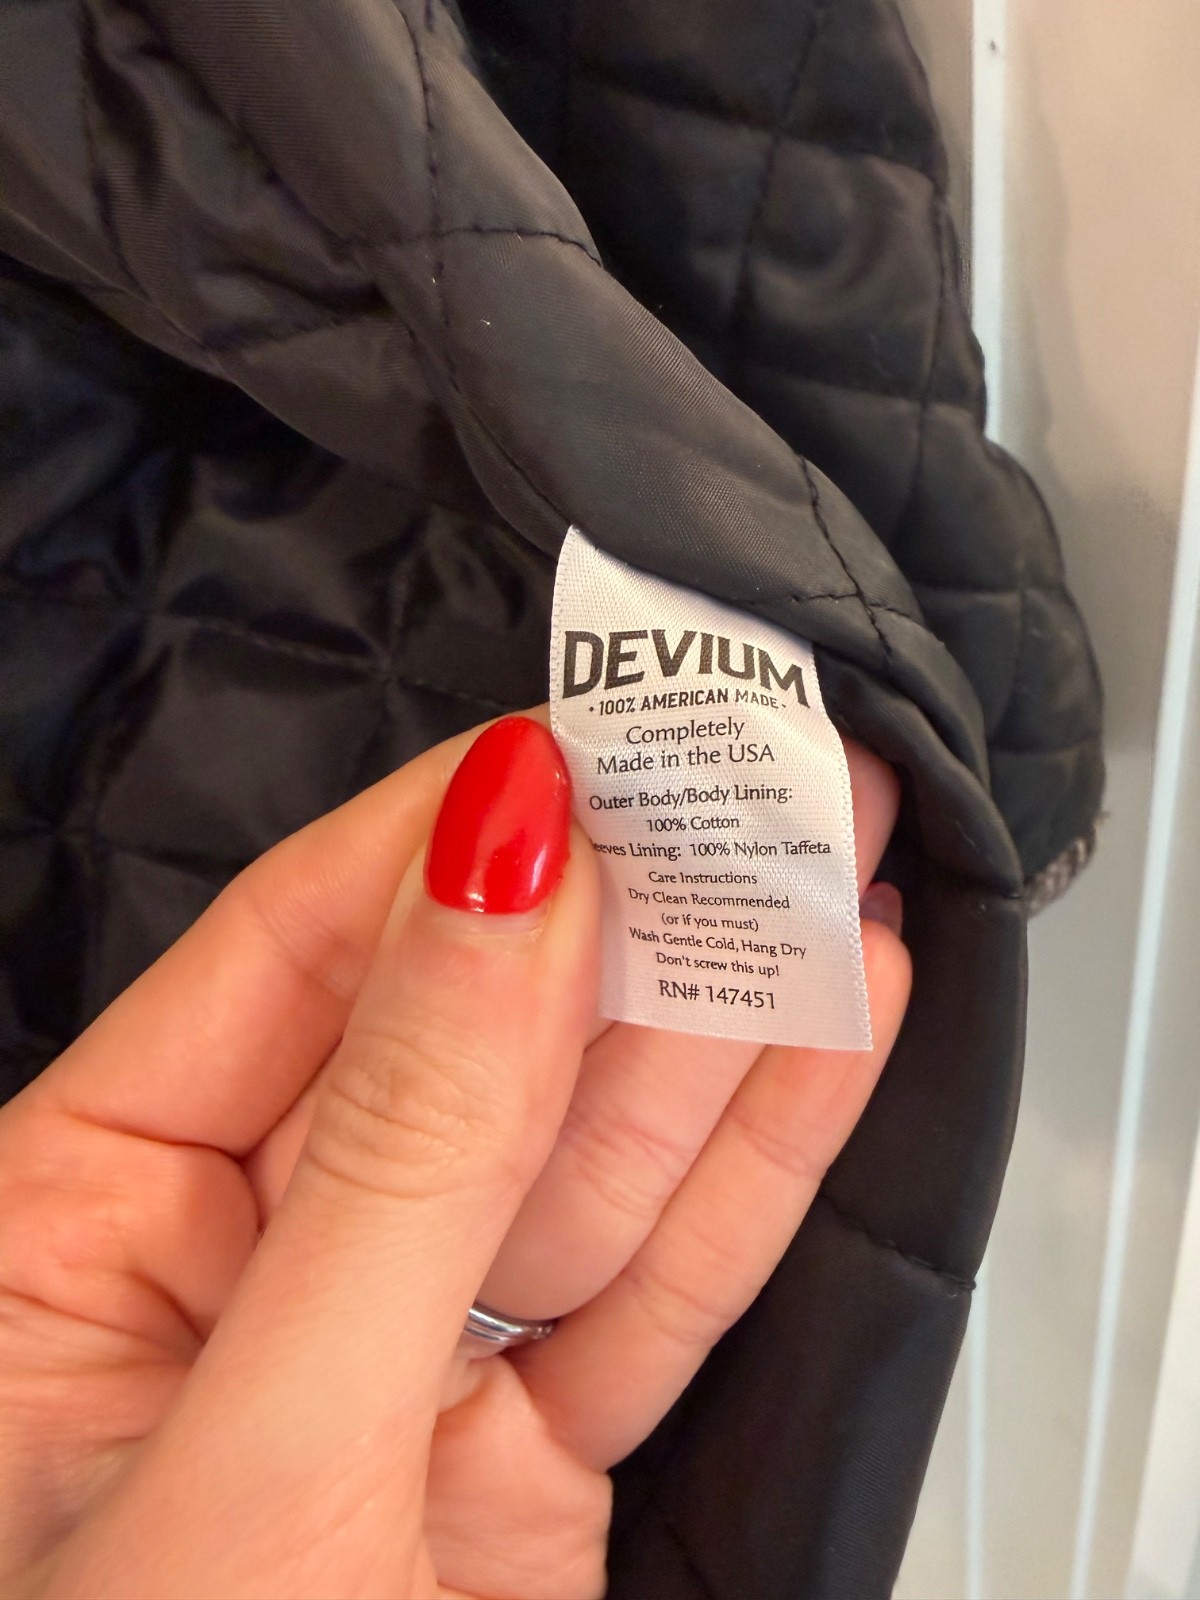 DEVIUM
• 100% AMERICAN MADE •
Completely
Made in the USA
Outer Body/Body Lining:
100% Cotton
Lining: 100% Nylon Taffeta
Care Instructions
Dry Clean Recommended
(or if you must)
Wash Gentle Cold, Hang Dry
Don't screw this up!
RN# 147451